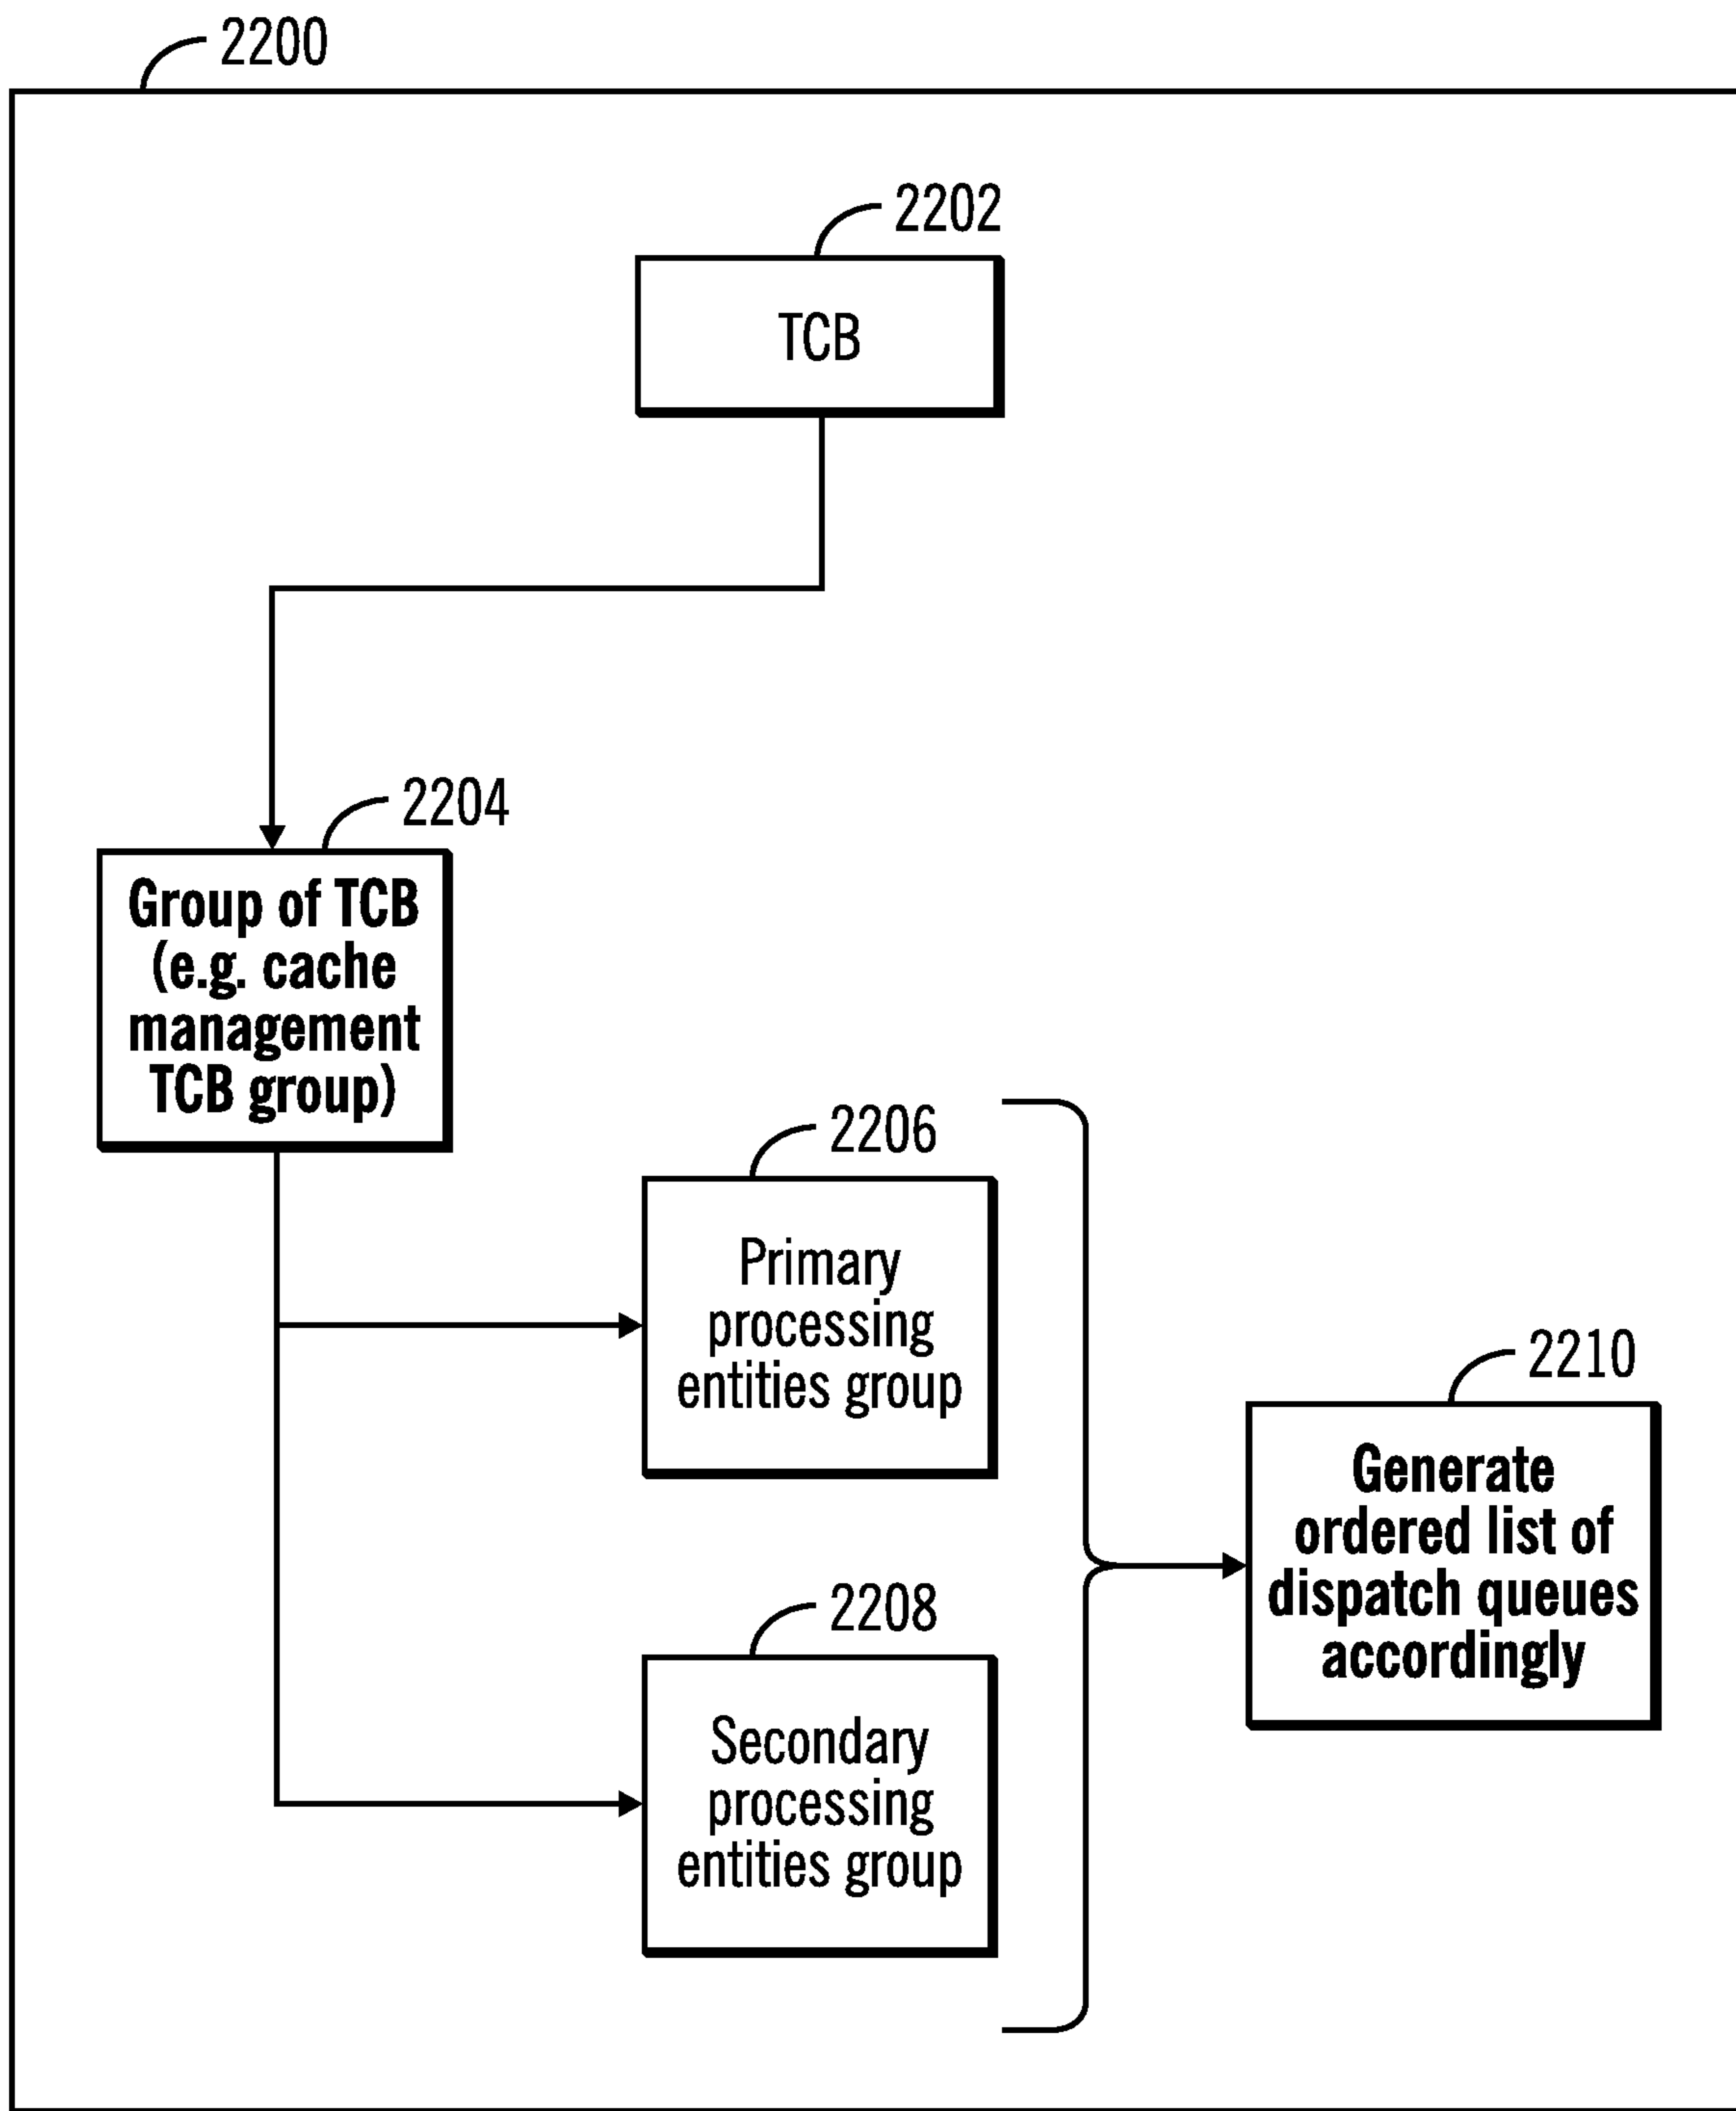 2200
2202
TCB
2204
Group of TCB
(e.g. cache
management
TCB group)
2206
Primary
processing
entities group
2208
Secondary
processing
entities group
2210
Generate
ordered list of
dispatch queues
accordingly